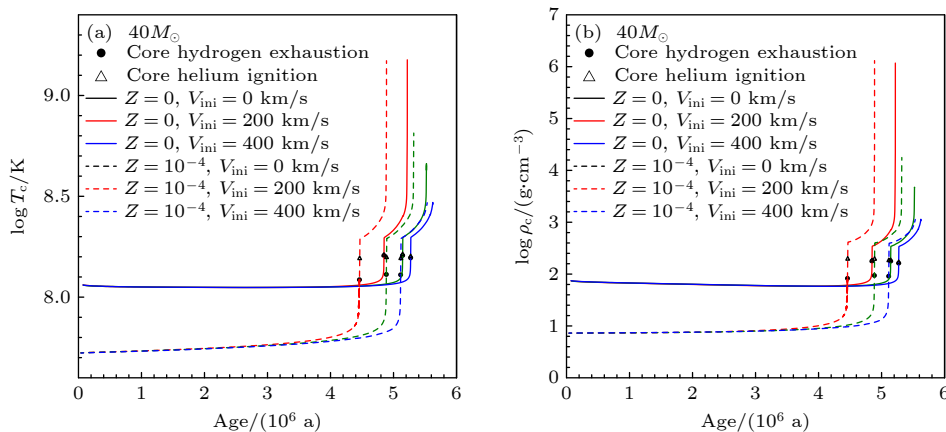 (a) 40M⊙
Core hydrogen exhaustion
Core helium ignition
Z = 0, Vini = 0 km/s
Z = 0, Vini = 200 km/s
Z = 0, Vini = 400 km/s
Z = 10⁻⁴, Vini = 0 km/s
Z = 10⁻⁴, Vini = 200 km/s
Z = 10⁻⁴, Vini = 400 km/s
log Tc/K
9.0
8.5
8.0
0 1 2 3 4 5 6
Age/(10⁶ a)
(b) 40M⊙
Core hydrogen exhaustion
Core helium ignition
Z = 0, Vini = 0 km/s
Z = 0, Vini = 200 km/s
Z = 0, Vini = 400 km/s
Z = 10⁻⁴, Vini = 0 km/s
Z = 10⁻⁴, Vini = 200 km/s
Z = 10⁻⁴, Vini = 400 km/s
log ρc/(g·cm⁻³)
7
6
5
4
3
2
1
0
0 1 2 3 4 5 6
Age/(10⁶ a)